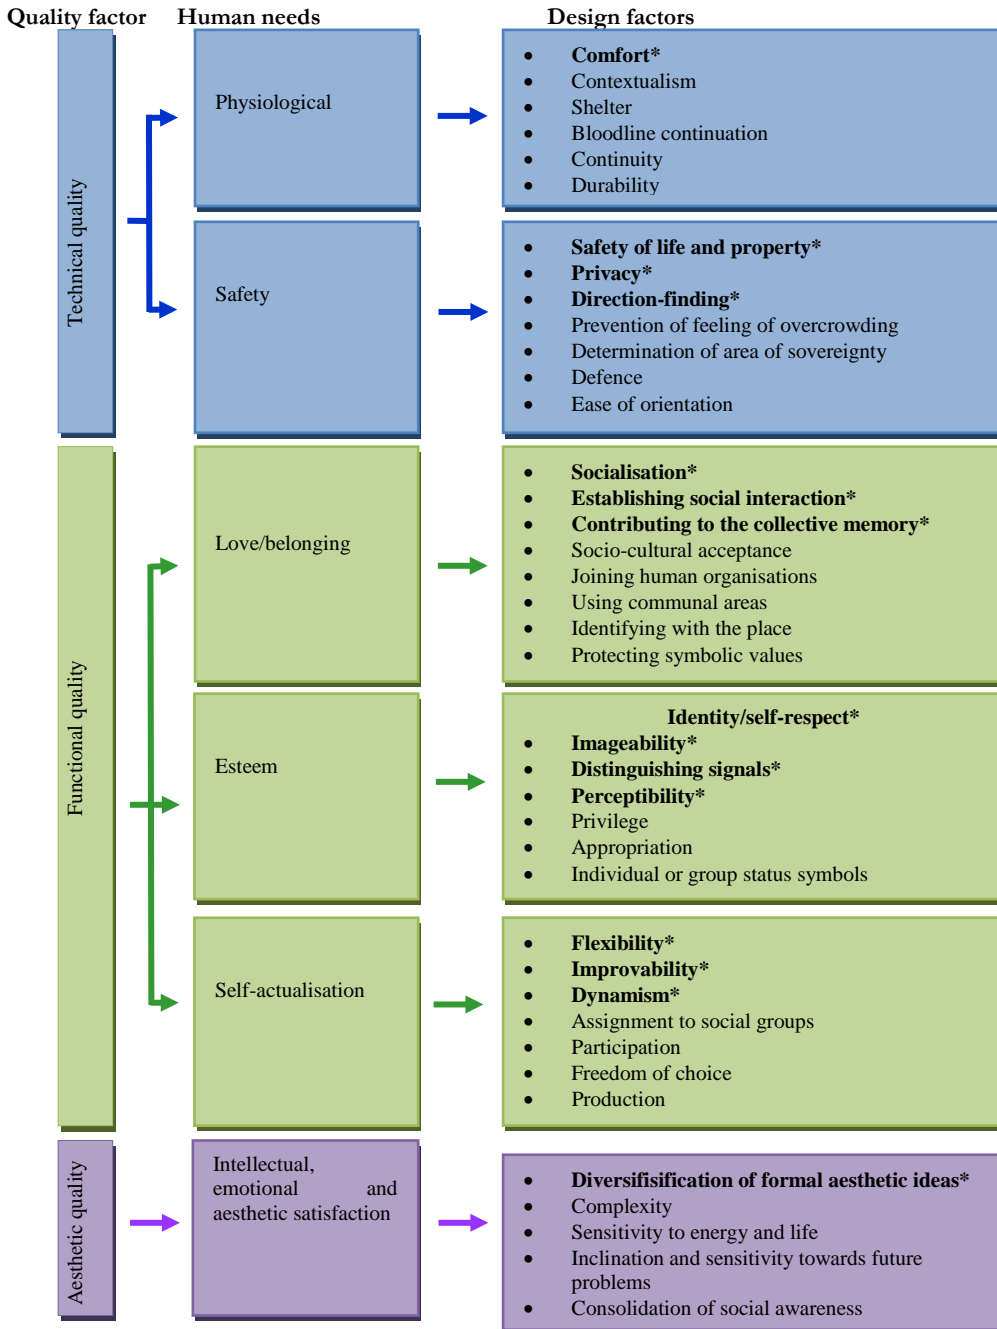 Quality factor Human needs Design factors
Technical quality
Physiological
• Comfort*
• Contextualism
• Shelter
• Bloodline continuation
• Continuity
• Durability
Safety
• Safety of life and property*
• Privacy*
• Direction-finding*
• Prevention of feeling of overcrowding
• Determination of area of sovereignty
• Defence
• Ease of orientation
Functional quality
Love/belonging
• Socialisation*
• Establishing social interaction*
• Contributing to the collective memory*
• Socio-cultural acceptance
• Joining human organisations
• Using communal areas
• Identifying with the place
• Protecting symbolic values
Esteem
Identity/self-respect*
• Imageability*
• Distinguishing signals*
• Perceptibility*
• Privilege
• Appropriation
• Individual or group status symbols
Self-actualisation
• Flexibility*
• Improvability*
• Dynamism*
• Assignment to social groups
• Participation
• Freedom of choice
• Production
Aesthetic quality
Intellectual,
emotional and
aesthetic satisfaction
• Diversifisification of formal aesthetic ideas*
• Complexity
• Sensitivity to energy and life
• Inclination and sensitivity towards future
problems
• Consolidation of social awareness